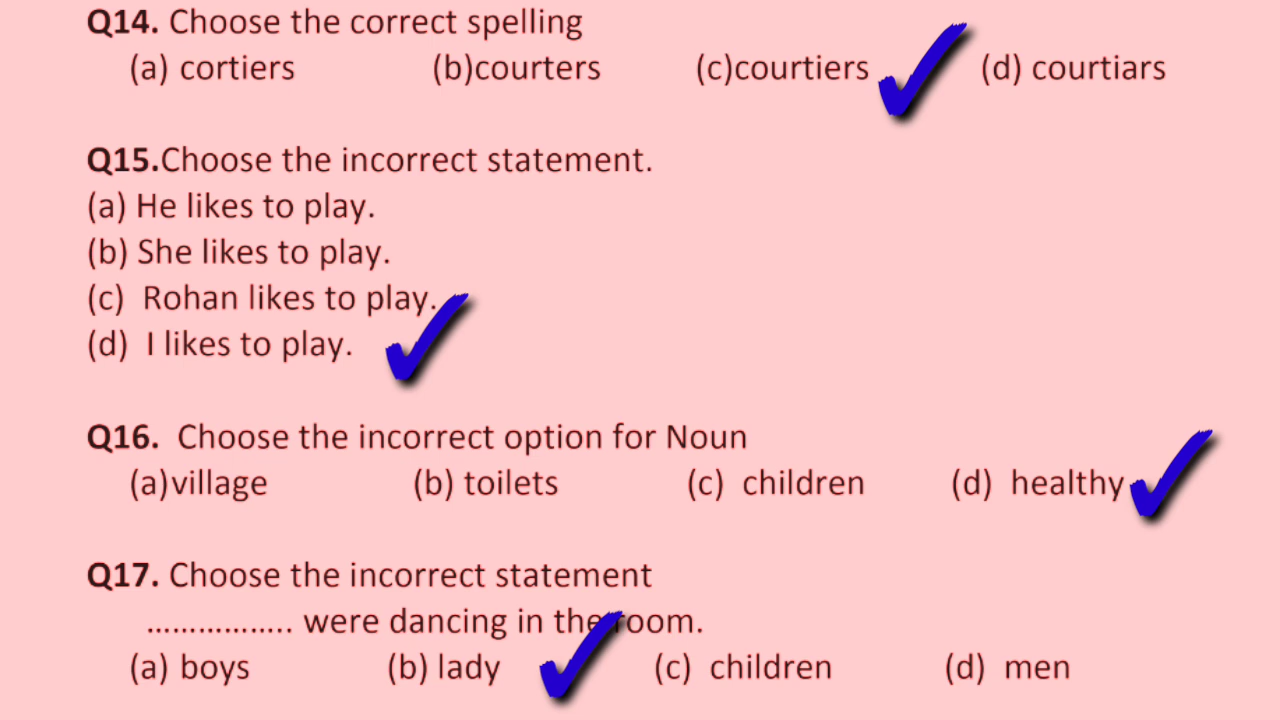 Q14. Choose the correct spelling
(a) cortiers (b)courters (c)courtiers (d) courtiars
Q15.Choose the incorrect statement.
(a) He likes to play.
(b) She likes to play.
(c) Rohan likes to play.
(d) I likes to play.
Q16. Choose the incorrect option for Noun
(a)village (b) toilets (c) children (d) healthy
Q17. Choose the incorrect statement
................. were dancing in the room.
(a) boys (b) lady (c) children (d) men